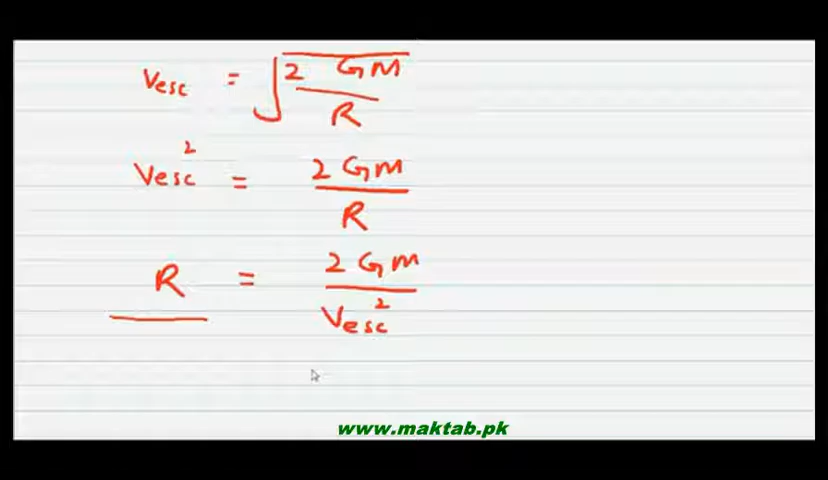 Vesc = √(2 GM / R)
Vesc² = 2 GM / R
R = 2 GM / Vesc²
www.maktab.pk